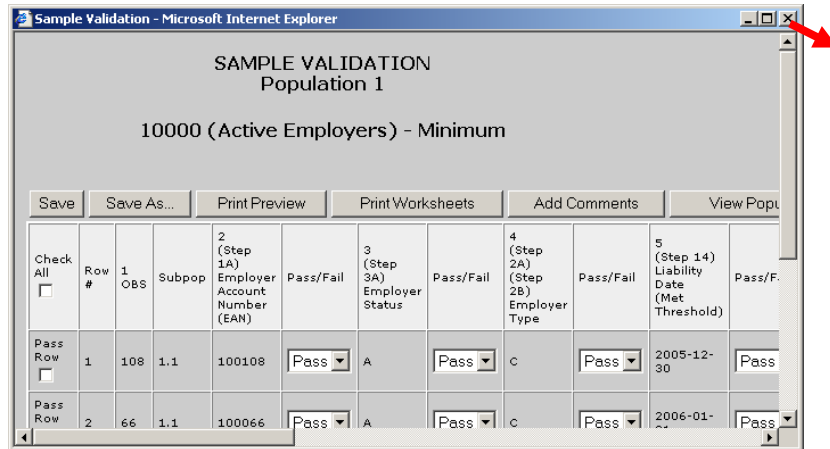 Sample Validation - Microsoft Internet Explorer
SAMPLE VALIDATION
Population 1
10000 (Active Employers) - Minimum
Save Save As... Print Preview Print Worksheets Add Comments View Popu
Check
All
Row
#
1
OBS
Subpop
2
(Step
1A)
Employer
Account
Number
(EAN)
Pass/Fail
3
(Step
3A)
Employer
Status
Pass/Fail
4
(Step
2A)
(Step
2B)
Employer
Type
Pass/Fail
5
(Step 14)
Liability
Date
(Met
Threshold)
Pass/F
Pass
Row
1 108 1.1 100108 Pass A Pass C Pass 2005-12-
30
Pass
Pass
Row
2 66 1.1 100066 Pass A Pass C Pass 2006-01-
Pass